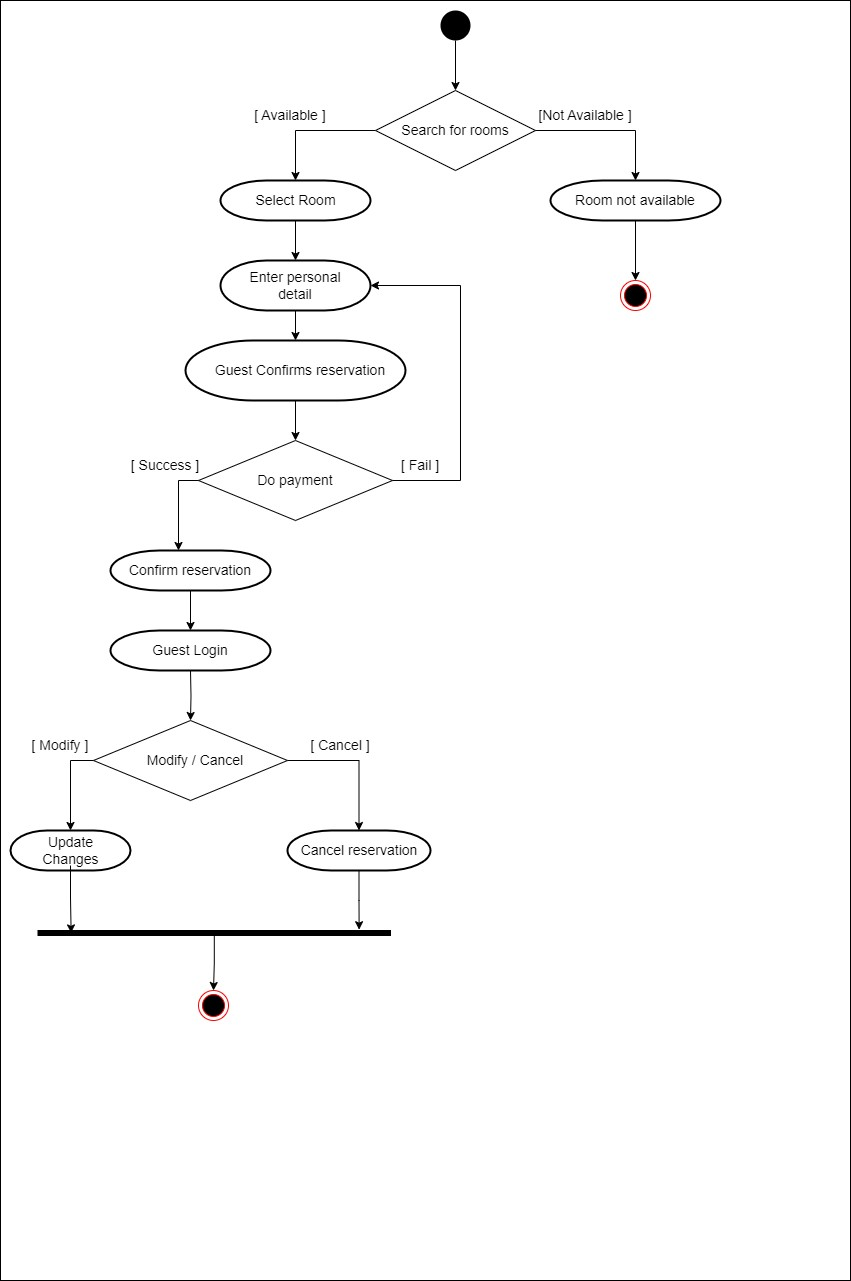 [ Available ]
[Not Available ]
Search for rooms
Select Room
Room not available
Enter personal
detail
Guest Confirms reservation
[ Success ]
[ Fail ]
Do payment
Confirm reservation
Guest Login
[ Modify ]
[ Cancel ]
Modify / Cancel
Update
Changes
Cancel reservation